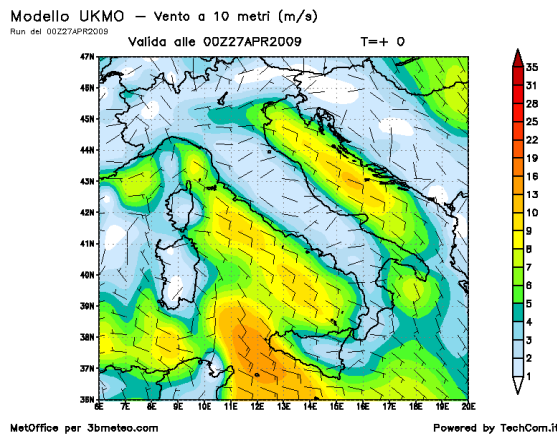 Modello UKMO – Vento a 10 metri (m/s)
Run del 00Z27APR2009
Valida alle 00Z27APR2009 T=+ 0
47N
46N
45N
44N
43N
42N
41N
40N
39N
38N
37N
36N
6E 7E 8E 9E 10E 11E 12E 13E 14E 15E 16E 17E 18E 19E 20E
35
31
28
25
22
19
16
13
10
9
8
7
6
5
4
3
2
1
MetOffice per 3bmeteo.com
Powered by TechCom.it